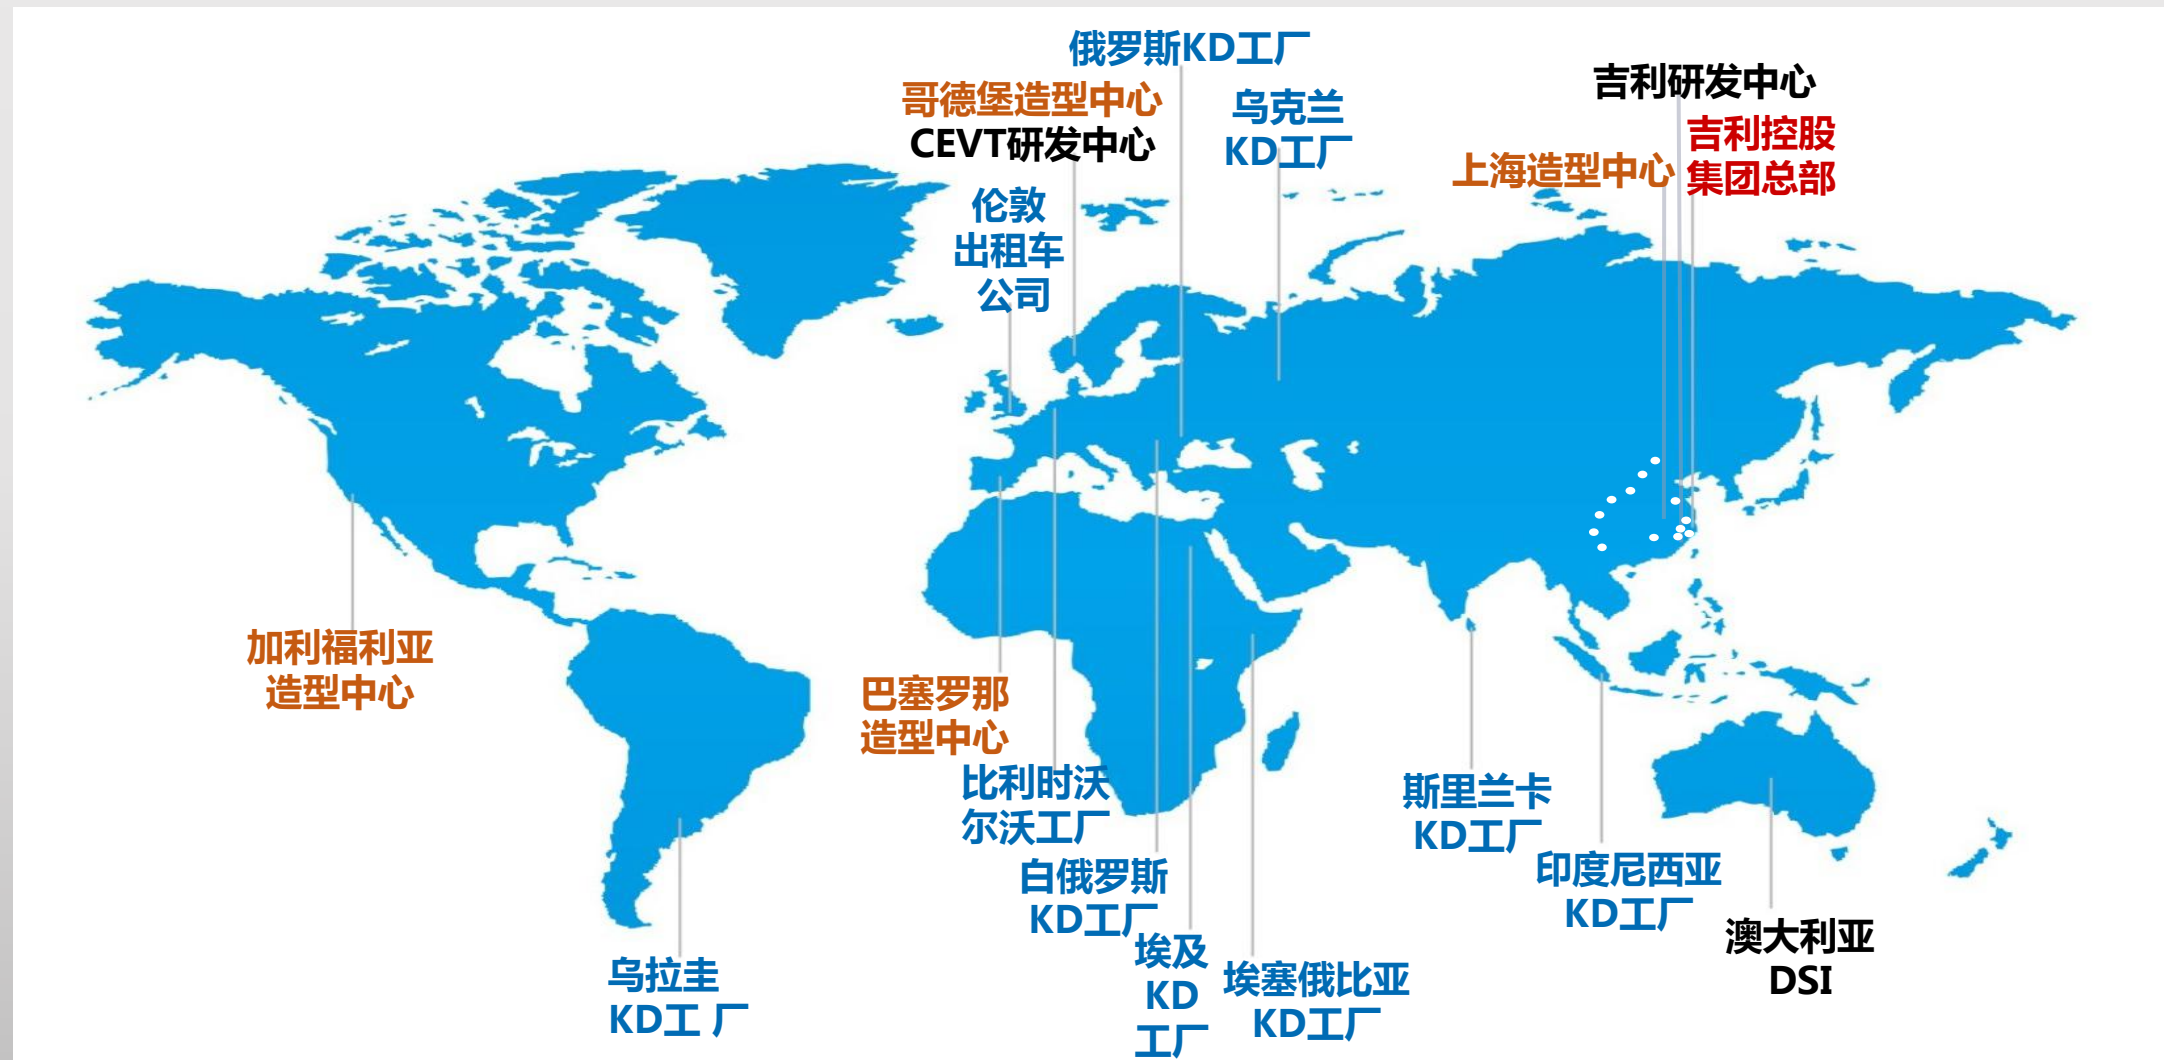 俄罗斯KD工厂
哥德堡造型中心
CEVT研发中心
乌克兰
KD工厂
吉利研发中心
吉利控股
集团总部
上海造型中心
伦敦
出租车
公司
加利福利亚
造型中心
巴塞罗那
造型中心
比利时沃
尔沃工厂
白俄罗斯
KD工厂
埃及
KD
工厂
埃塞俄比亚
KD工厂
斯里兰卡
KD工厂
印度尼西亚
KD工厂
澳大利亚
DSI
乌拉圭
KD工 厂